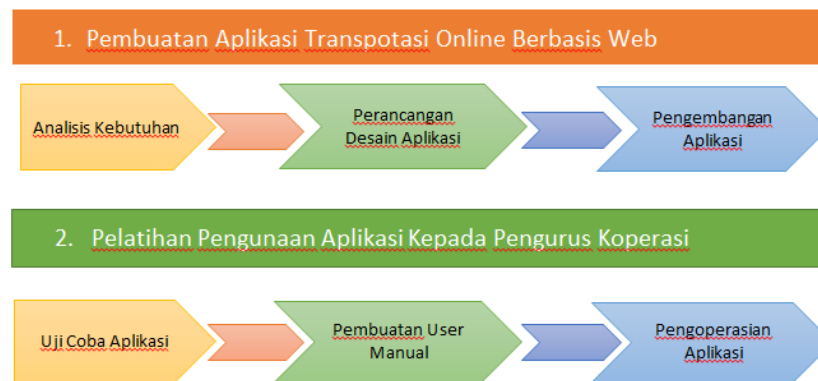 1. Pembuatan Aplikasi Transpotasi Online Berbasis Web
Analisis Kebutuhan
Perancangan
Desain Aplikasi
Pengembangan
Aplikasi
2. Pelatihan Pengunaan Aplikasi Kepada Pengurus Koperasi
Uji Coba Aplikasi
Pembuatan User
Manual
Pengoperasian
Aplikasi